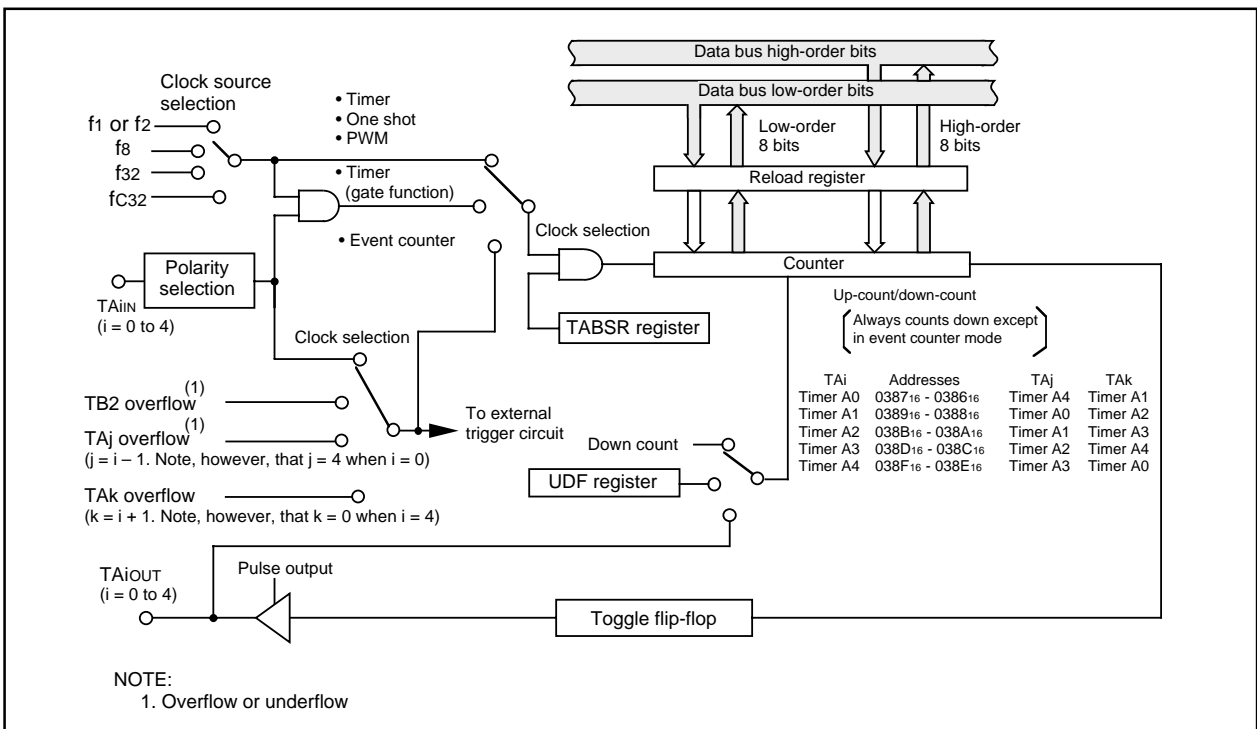 Data bus high-order bits
Data bus low-order bits
Clock source
selection
f1 or f2
f8
f32
fC32
• Timer
• One shot
• PWM
• Timer
(gate function)
• Event counter
Low-order
8 bits
High-order
8 bits
Reload register
Clock selection
Counter
Polarity
selection
TAiIN
(i = 0 to 4)
TABSR register
Up-count/down-count
Always counts down except
in event counter mode
Clock selection
TB2 overflow (1)
TAj overflow (1)
(j = i – 1. Note, however, that j = 4 when i = 0)
To external
trigger circuit
TAk overflow
(k = i + 1. Note, however, that k = 0 when i = 4)
Down count
UDF register
TAi Addresses TAj TAk
Timer A0 038716 - 038616 Timer A4 Timer A1
Timer A1 038916 - 038816 Timer A0 Timer A2
Timer A2 038B16 - 038A16 Timer A1 Timer A3
Timer A3 038D16 - 038C16 Timer A2 Timer A4
Timer A4 038F16 - 038E16 Timer A3 Timer A0
TAiOUT
(i = 0 to 4)
Pulse output
Toggle flip-flop
NOTE:
1. Overflow or underflow